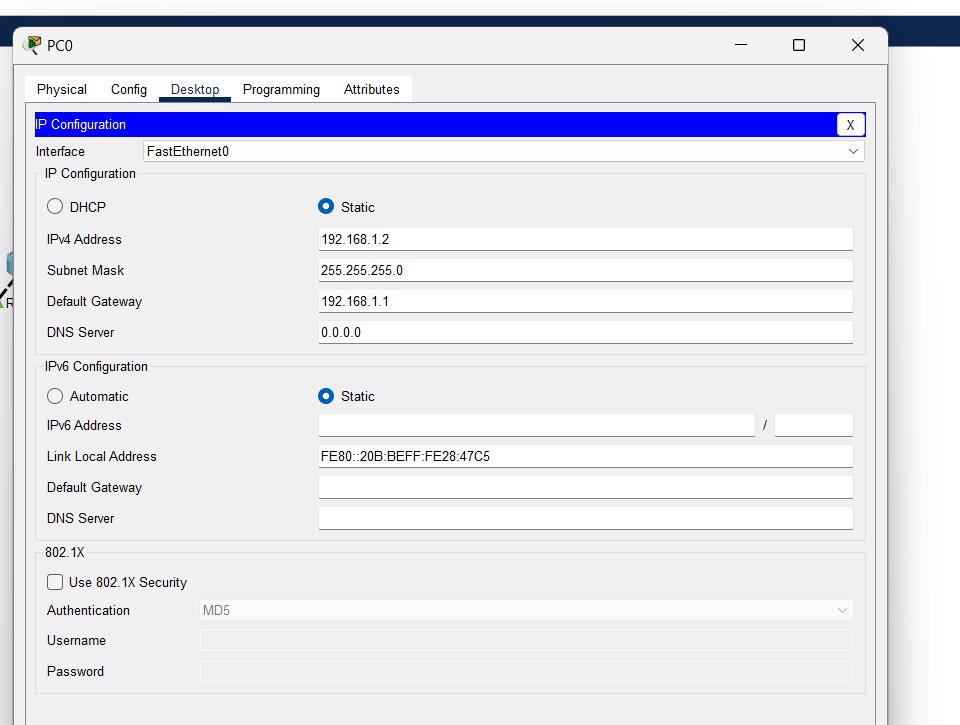 PC0
Physical Config Desktop Programming Attributes
IP Configuration X
Interface FastEthernet0
IP Configuration
DHCP Static
IPv4 Address 192.168.1.2
Subnet Mask 255.255.255.0
Default Gateway 192.168.1.1
DNS Server 0.0.0.0
IPv6 Configuration
Automatic Static
IPv6 Address /
Link Local Address FE80::20B:BEFF:FE28:47C5
Default Gateway
DNS Server
802.1X
Use 802.1X Security
Authentication MD5
Username
Password